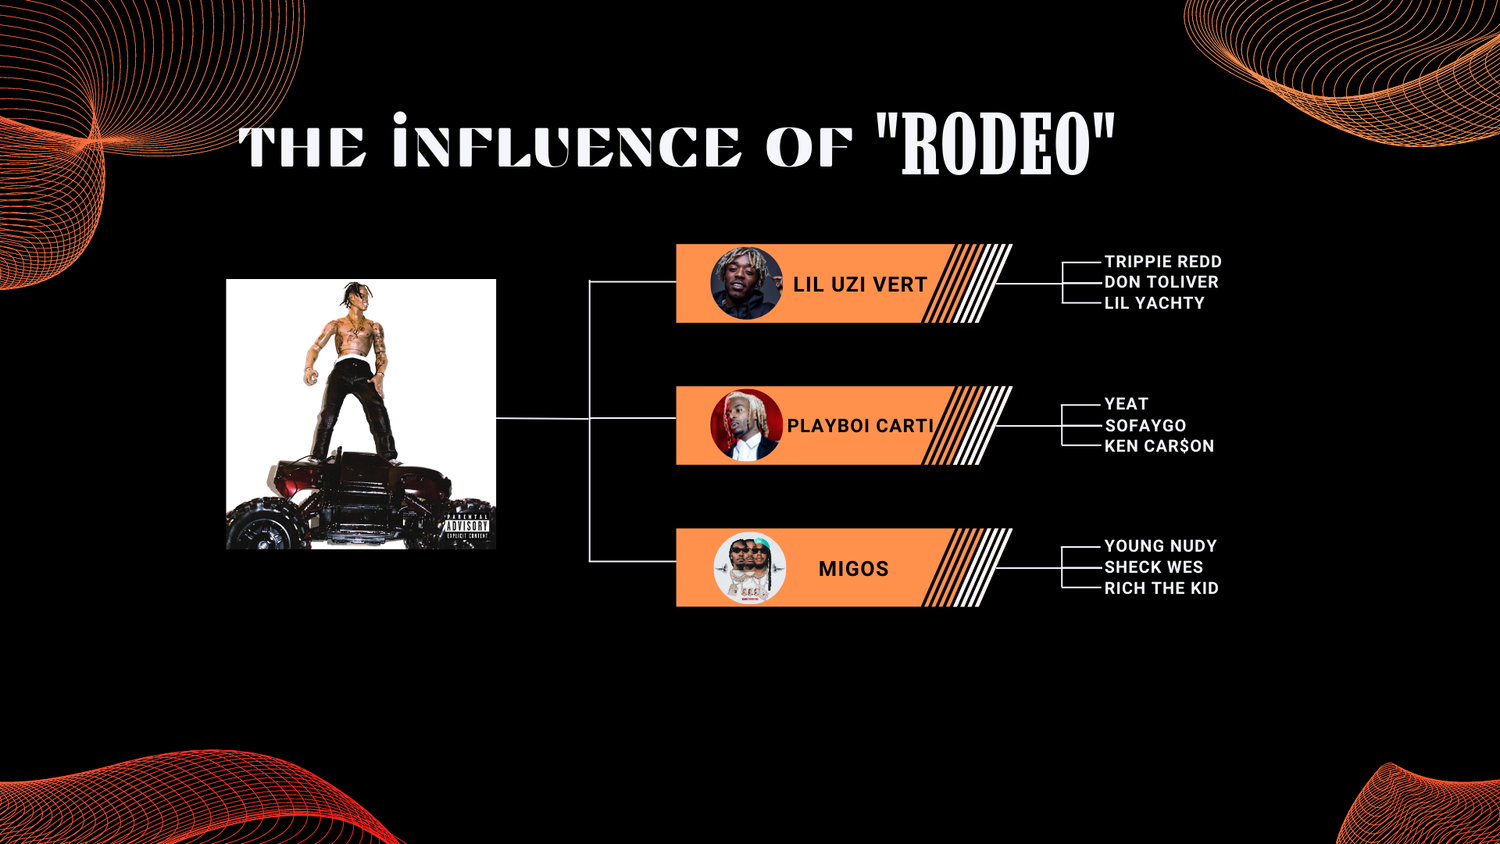 THE iNFLUENCE OF "RODEO"
LIL UZI VERT
TRIPPIE REDD
DON TOLIVER
LIL YACHTY
PLAYBOI CARTI
YEAT
SOFAYGO
KEN CAR$ON
PARENTAL
ADVISORY
EXPLICIT CONTENT
MIGOS
YOUNG NUDY
SHECK WES
RICH THE KID